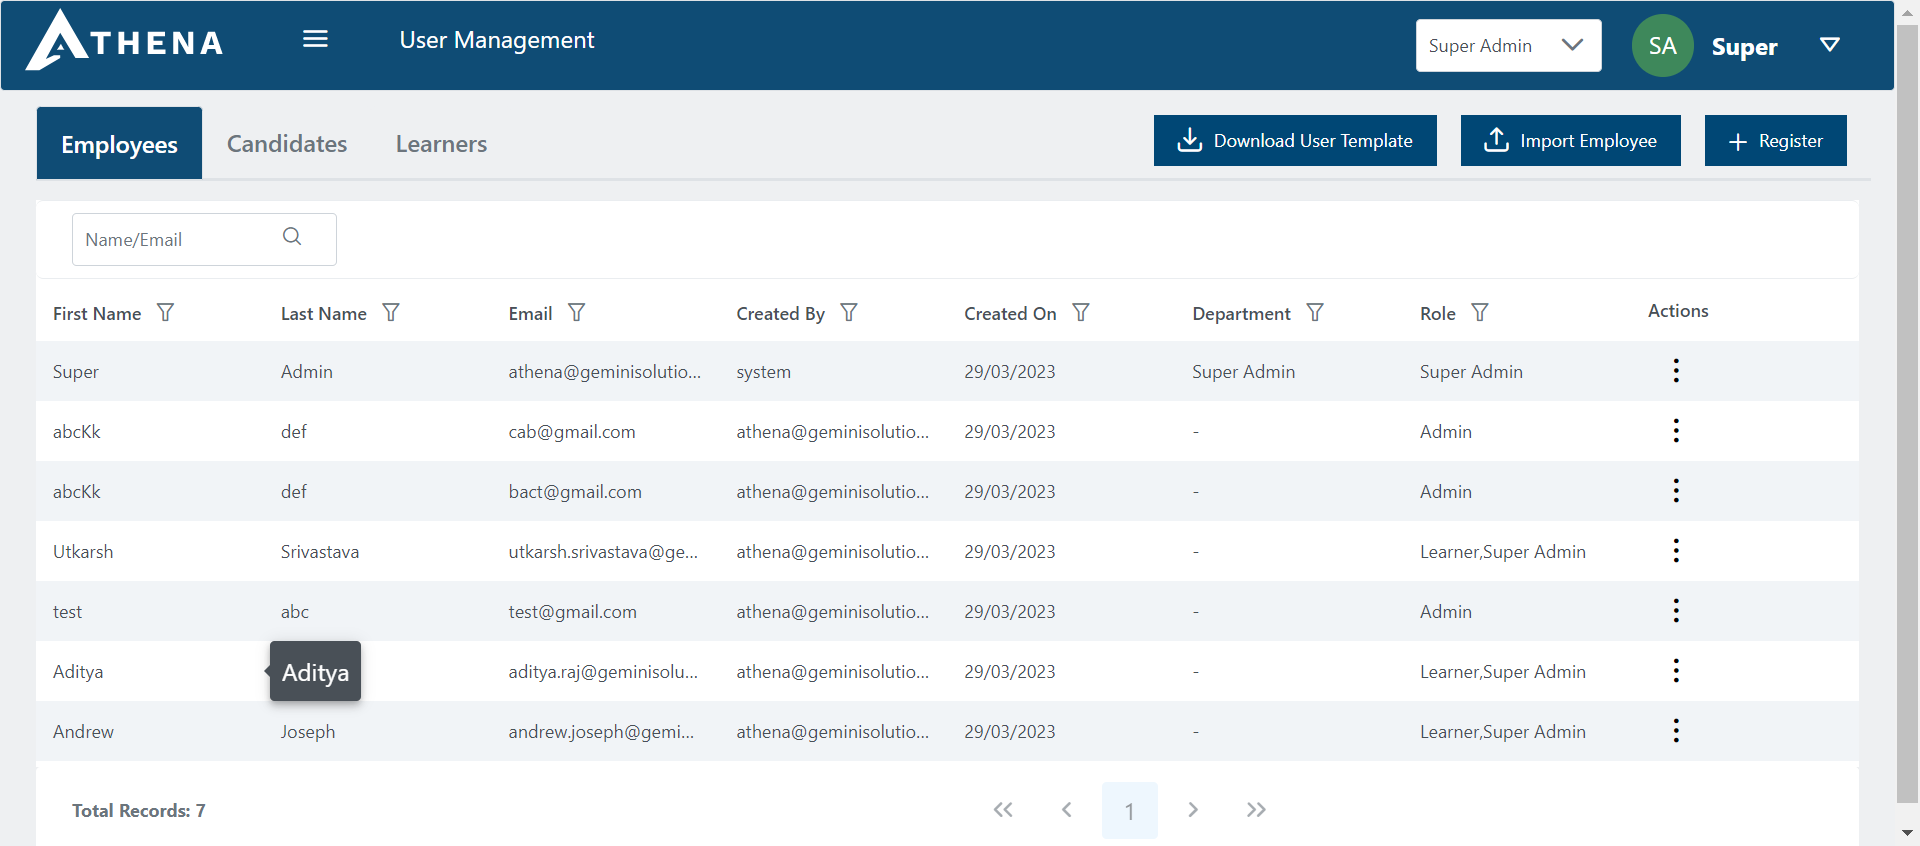 ATHENA
User Management
Super Admin
SA
Super
Employees
Candidates
Learners
Download User Template
Import Employee
Register
Name/Email
First Name Last Name Email Created By Created On Department Role Actions
Super Admin athena@geminisolutio... system 29/03/2023 Super Admin Super Admin
abcKk def cab@gmail.com athena@geminisolutio... 29/03/2023 - Admin
abcKk def bact@gmail.com athena@geminisolutio... 29/03/2023 - Admin
Utkarsh Srivastava utkarsh.srivastava@ge... athena@geminisolutio... 29/03/2023 - Learner,Super Admin
test abc test@gmail.com athena@geminisolutio... 29/03/2023 - Admin
Aditya Aditya aditya.raj@geminisolu... athena@geminisolutio... 29/03/2023 - Learner,Super Admin
Andrew Joseph andrew.joseph@gemi... athena@geminisolutio... 29/03/2023 - Learner,Super Admin
Total Records: 7
1